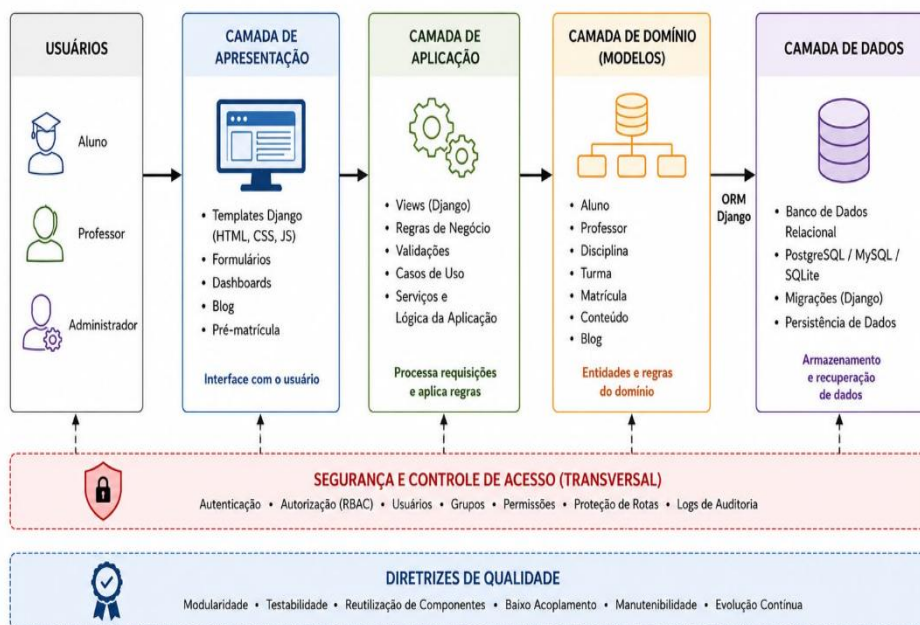 USUÁRIOS
Aluno
Professor
Administrador
CAMADA DE
APRESENTAÇÃO
• Templates Django
(HTML, CSS, JS)
• Formulários
• Dashboards
• Blog
• Pré-matrícula
Interface com o usuário
CAMADA DE
APLICAÇÃO
• Views (Django)
• Regras de Negócio
• Validações
• Casos de Uso
• Serviços e
Lógica da Aplicação
Processa requisições
e aplica regras
CAMADA DE DOMÍNIO
(MODELOS)
• Aluno
• Professor
• Disciplina
• Turma
• Matrícula
• Conteúdo
• Blog
Entidades e regras
do domínio
ORM
Django
CAMADA DE DADOS
• Banco de Dados
Relacional
• PostgreSQL / MySQL /
SQLite
• Migrações (Django)
• Persistência de Dados
Armazenamento
e recuperação
de dados
SEGURANÇA E CONTROLE DE ACESSO (TRANSVERSAL)
Autenticação • Autorização (RBAC) • Usuários • Grupos • Permissões • Proteção de Rotas • Logs de Auditoria
DIRETRIZES DE QUALIDADE
Modularidade • Testabilidade • Reutilização de Componentes • Baixo Acoplamento • Manutenibilidade • Evolução Contínua